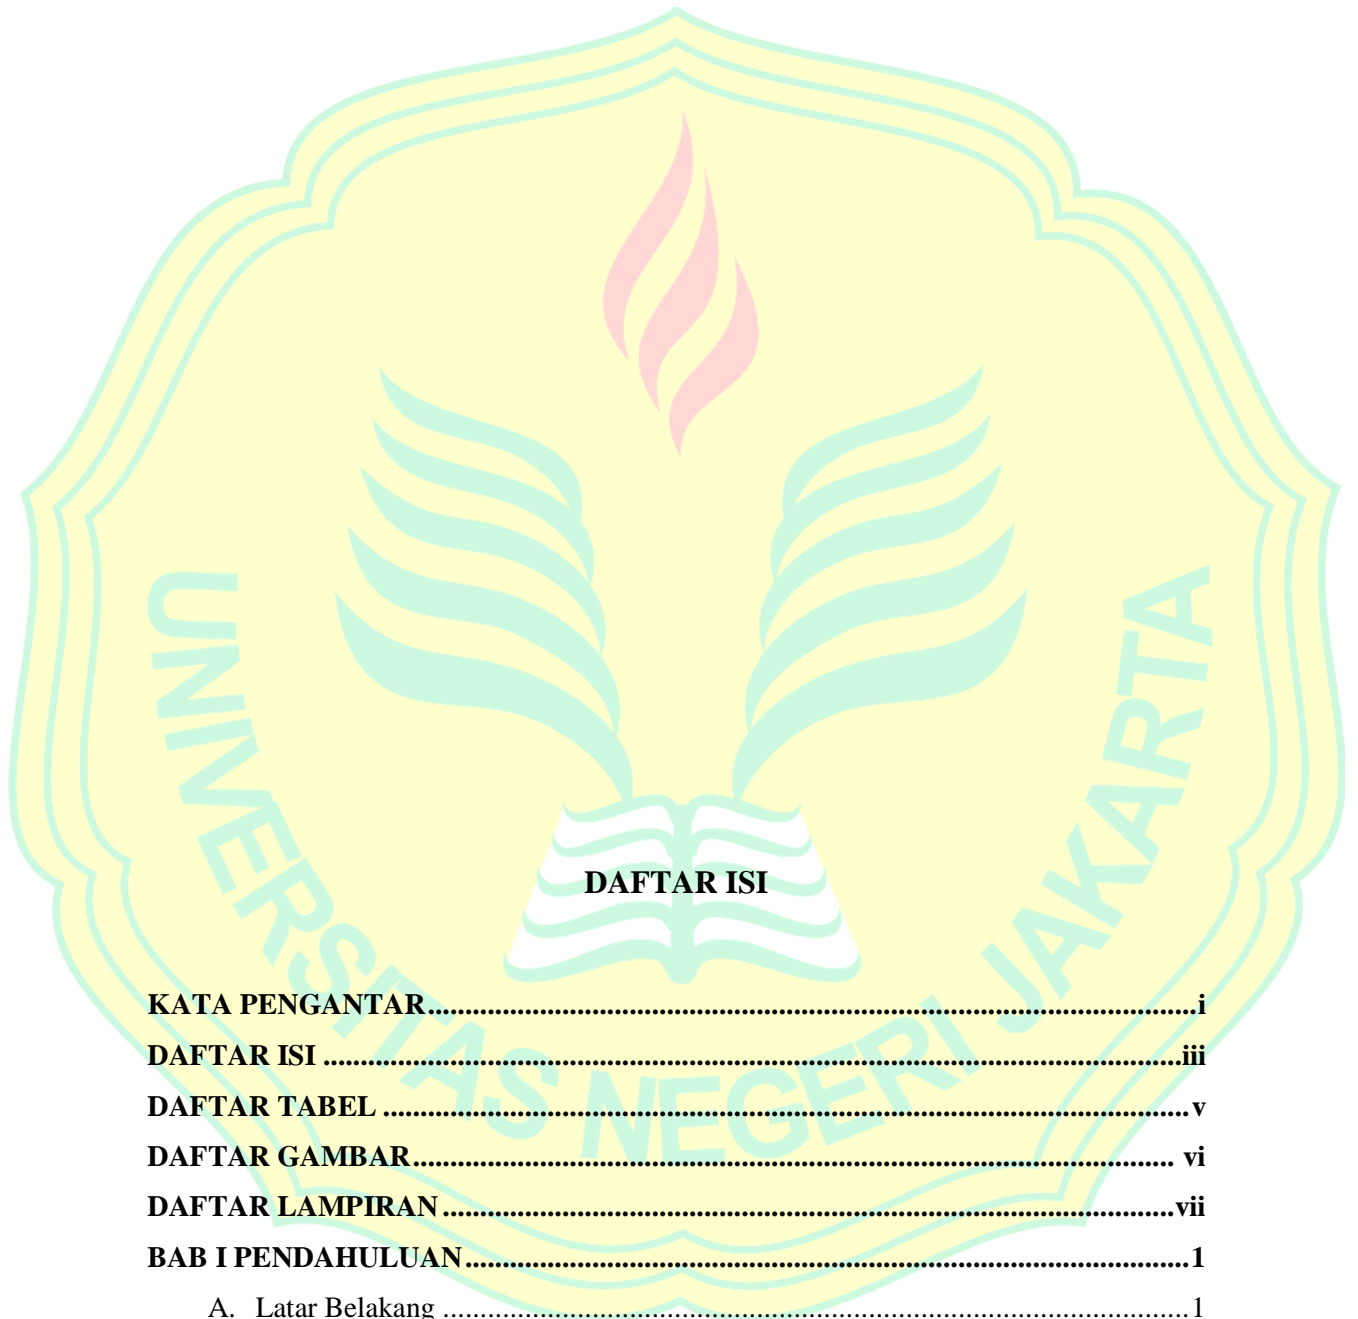 UNIVERSITAS NEGERI JAKARTA
DAFTAR ISI
KATA PENGANTAR.........................................................................................................i
DAFTAR ISI .....................................................................................................................iii
DAFTAR TABEL ..............................................................................................................v
DAFTAR GAMBAR........................................................................................................ vi
DAFTAR LAMPIRAN ....................................................................................................vii
BAB I PENDAHULUAN...................................................................................................1
A. Latar Belakang ......................................................................................................1